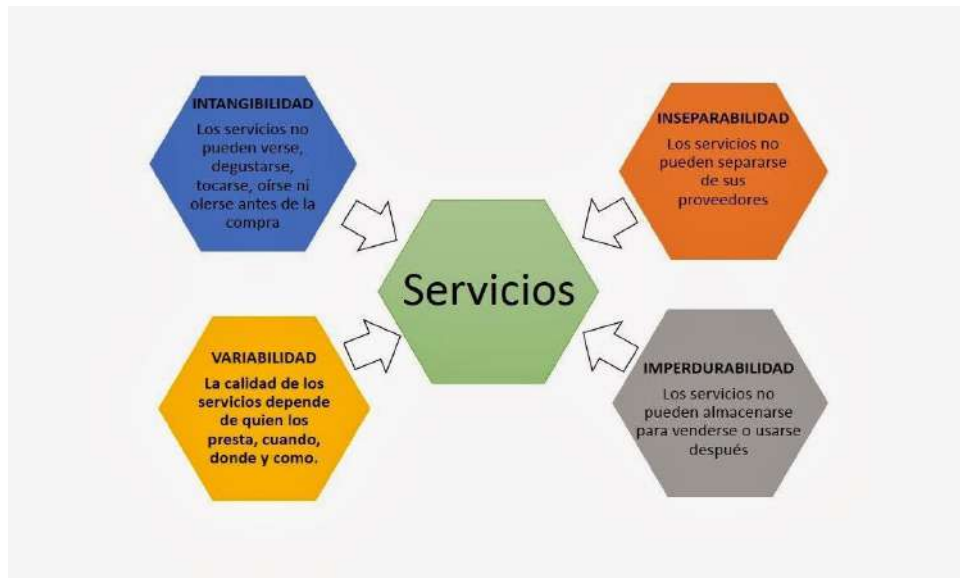 INTANGIBILIDAD
Los servicios no
pueden verse,
degustarse,
tocarse, oírse ni
olerse antes de la
compra
INSEPARABILIDAD
Los servicios no
pueden separarse
de sus
proveedores
Servicios
VARIABILIDAD
La calidad de los
servicios depende
de quien los
presta, cuando,
donde y como.
IMPERDURABILIDAD
Los servicios no
pueden almacenarse
para venderse o usarse
después